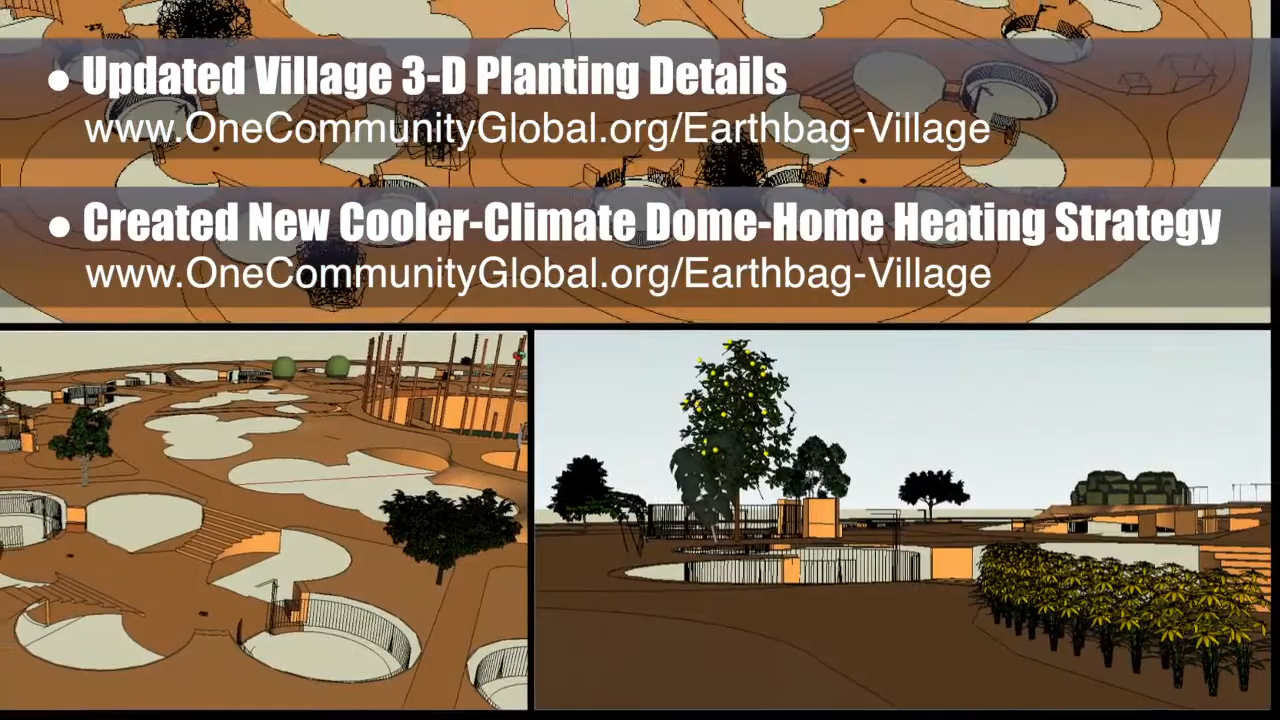 • Updated Village 3-D Planting Details
www.OneCommunityGlobal.org/Earthbag-Village
• Created New Cooler-Climate Dome-Home Heating Strategy
www.OneCommunityGlobal.org/Earthbag-Village